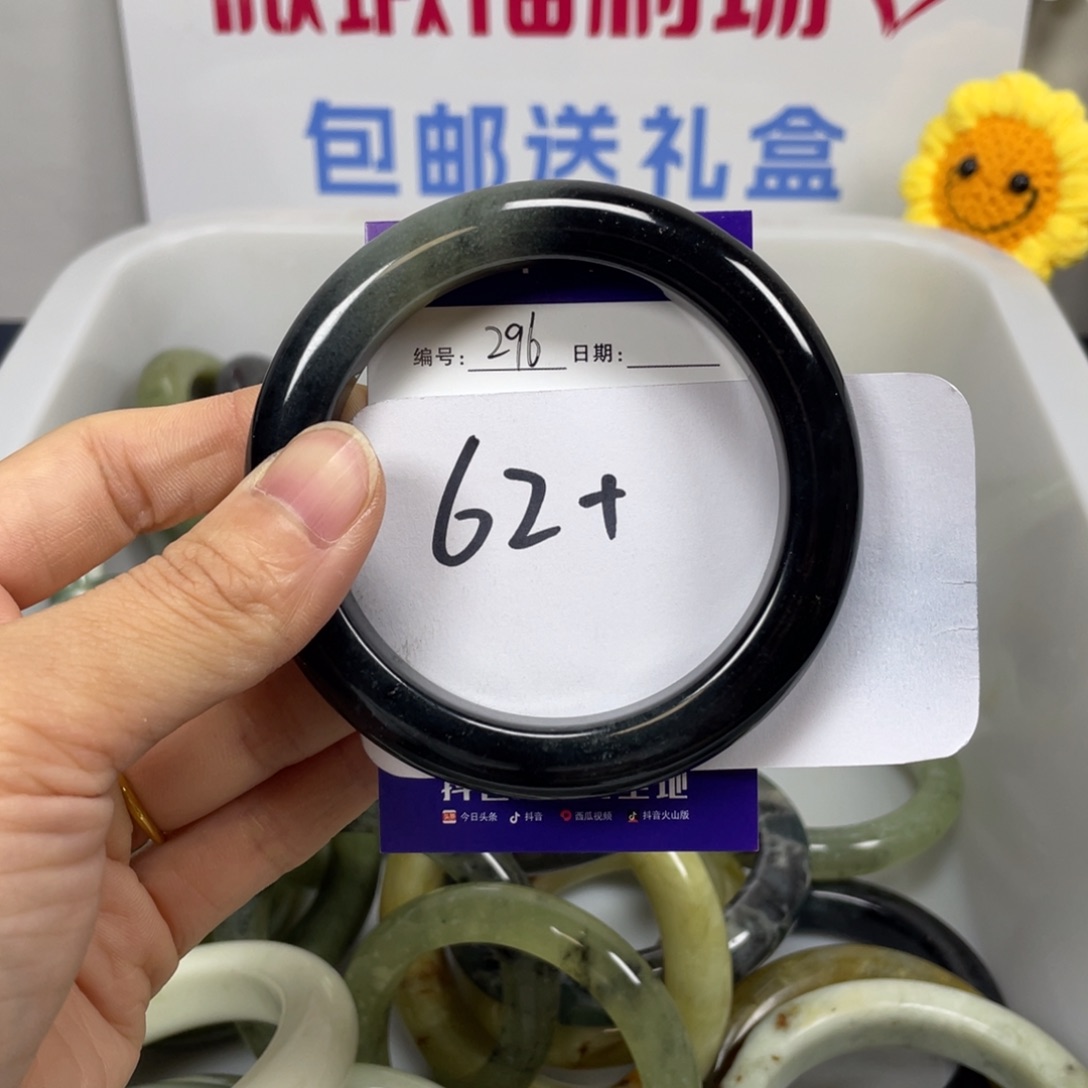 包邮送礼盒
编号: 296 日期:
62+
今日头条 抖音 西瓜视频 抖音火山版